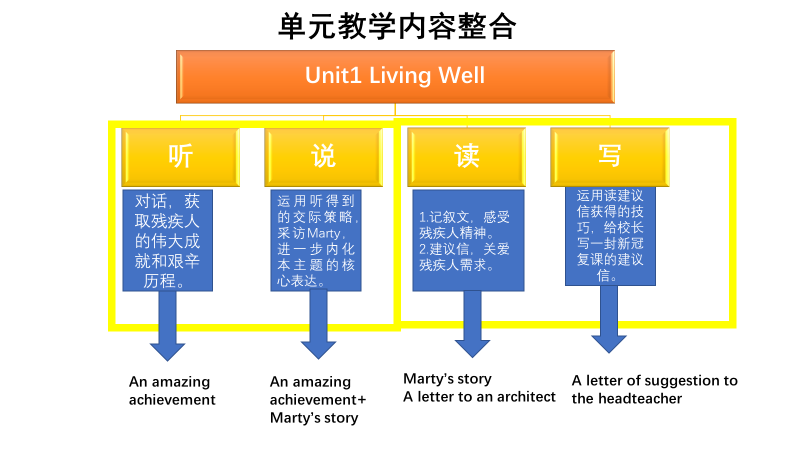 单元教学内容整合
Unit1 Living Well
听
说
读
写
对话，获
取残疾人
的伟大成
就和艰辛
历程。
运用听得到
的交际策略,
采访Marty,
进一步内化
本主题的核
心表达。
1.记叙文，感受
残疾人精神。
2.建议信，关爱
残疾人需求。
运用读建议
信获得的技
巧，给校长
写一封新冠
复课的建议
信。
An amazing
achievement
An amazing
achievement+
Marty's story
Marty's story
A letter to an architect
A letter of suggestion to
the headteacher